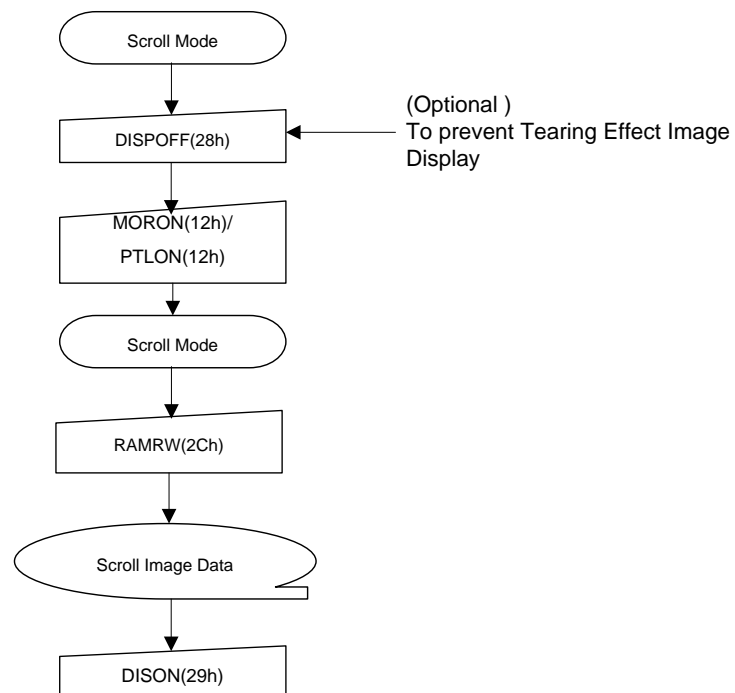 Scroll Mode
DISPOFF(28h)
(Optional )
To prevent Tearing Effect Image
Display
MORON(12h)/
PTLON(12h)
Scroll Mode
RAMRW(2Ch)
Scroll Image Data
DISON(29h)